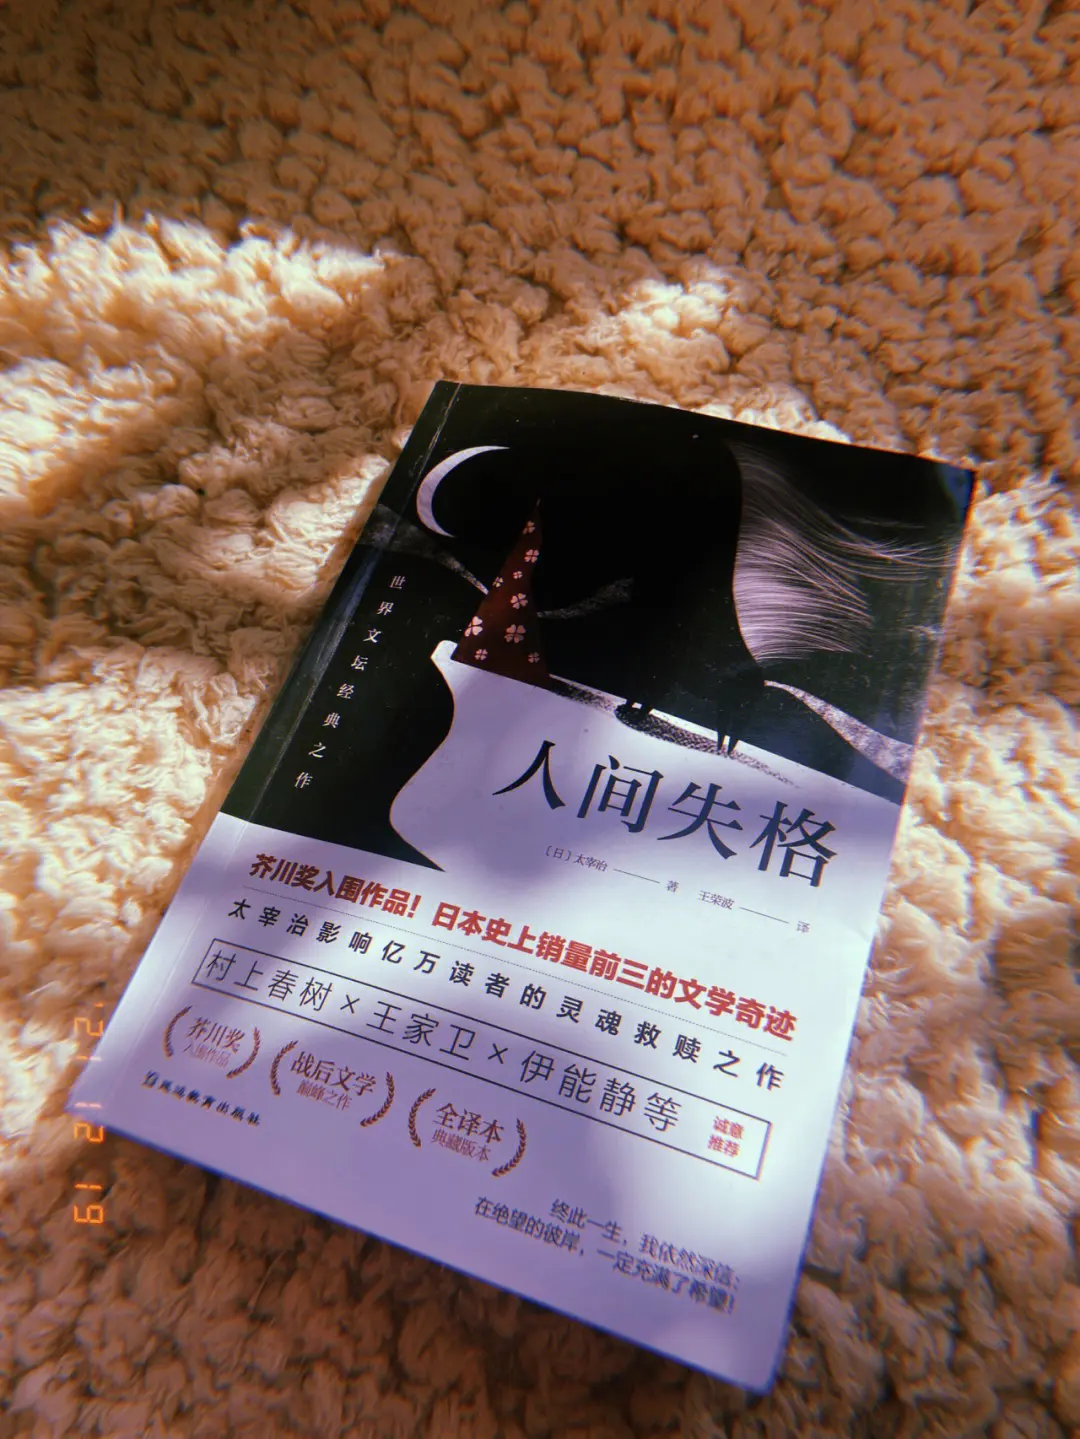 世界文坛经典之作
人间失格
〔日〕太宰治 —— 著 王荣波 —— 译
芥川奖入围作品！日本史上销量前三的文学奇迹
太宰治影响亿万读者的灵魂救赎之作
村上春树×王家卫×伊能静等
诚意
推荐
芥川奖
入围作品
战后文学
巅峰之作
全译本
典藏版本
教育出版社
终此一生，我依然深信：
在绝望的彼岸，一定充满了希望！